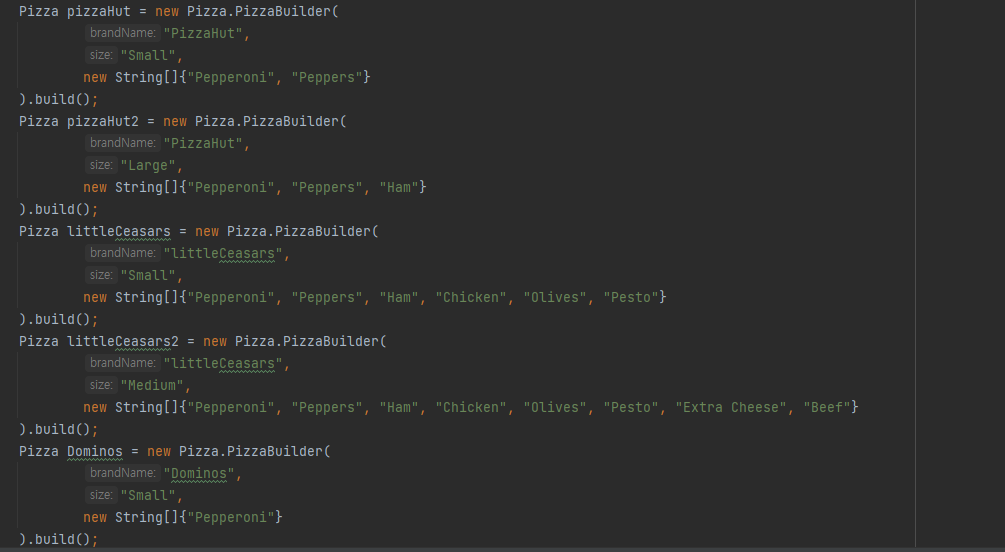 Pizza pizzaHut = new Pizza.PizzaBuilder(
brandName: "PizzaHut",
size: "Small",
new String[]{"Pepperoni", "Peppers"}
).build();
Pizza pizzaHut2 = new Pizza.PizzaBuilder(
brandName: "PizzaHut",
size: "Large",
new String[]{"Pepperoni", "Peppers", "Ham"}
).build();
Pizza littleCeasars = new Pizza.PizzaBuilder(
brandName: "littleCeasars",
size: "Small",
new String[]{"Pepperoni", "Peppers", "Ham", "Chicken", "Olives", "Pesto"}
).build();
Pizza littleCeasars2 = new Pizza.PizzaBuilder(
brandName: "littleCeasars",
size: "Medium",
new String[]{"Pepperoni", "Peppers", "Ham", "Chicken", "Olives", "Pesto", "Extra Cheese", "Beef"}
).build();
Pizza Dominos = new Pizza.PizzaBuilder(
brandName: "Dominos",
size: "Small",
new String[]{"Pepperoni"}
).build();